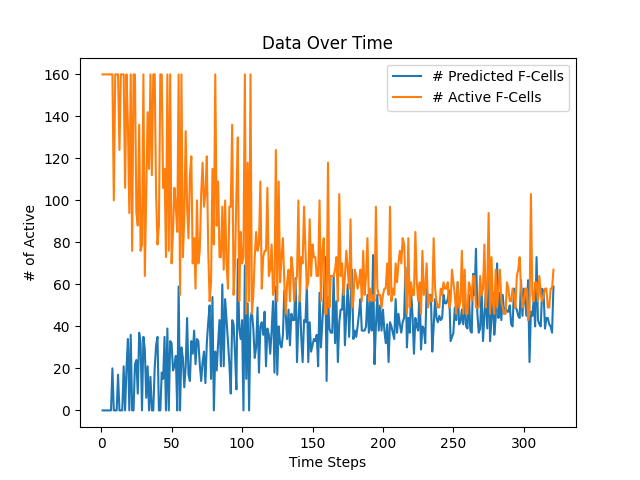 Data Over Time
# Predicted F-Cells
# Active F-Cells
160
140
120
100
80
60
40
20
0
# of Active
0 50 100 150 200 250 300
Time Steps